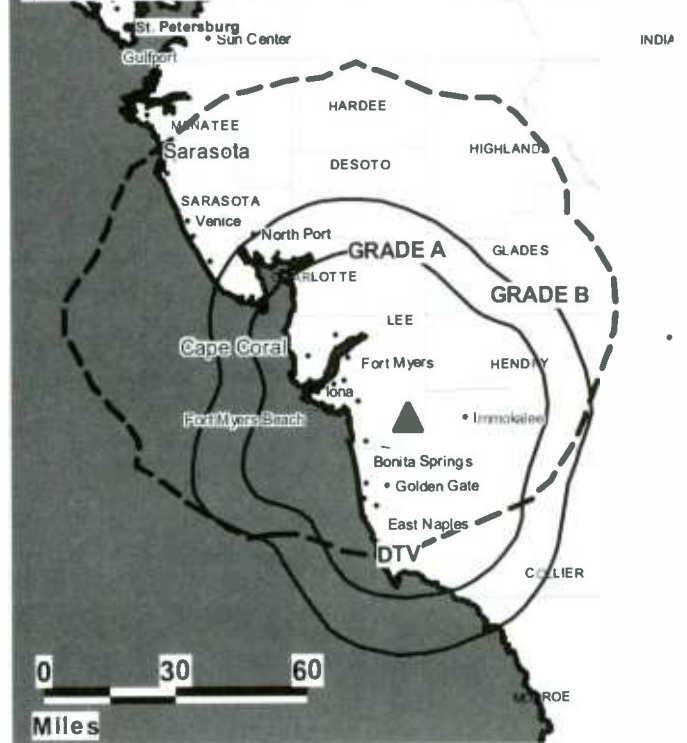 St. Petersburg
Sun Center
INDIA
Gulfport
HARDEE
MANATEE
Sarasota
HIGHLANDS
DESOTO
SARASOTA
Venice
North Port
GRADE A
GLADES
CHARLOTTE
GRADE B
LEE
Cape Coral
Fort Myers
HENDRY
Iona
Fort Myers Beach
Immokalee
Bonita Springs
Golden Gate
East Naples
DTV
COLLIER
0 30 60
MONROE
Miles